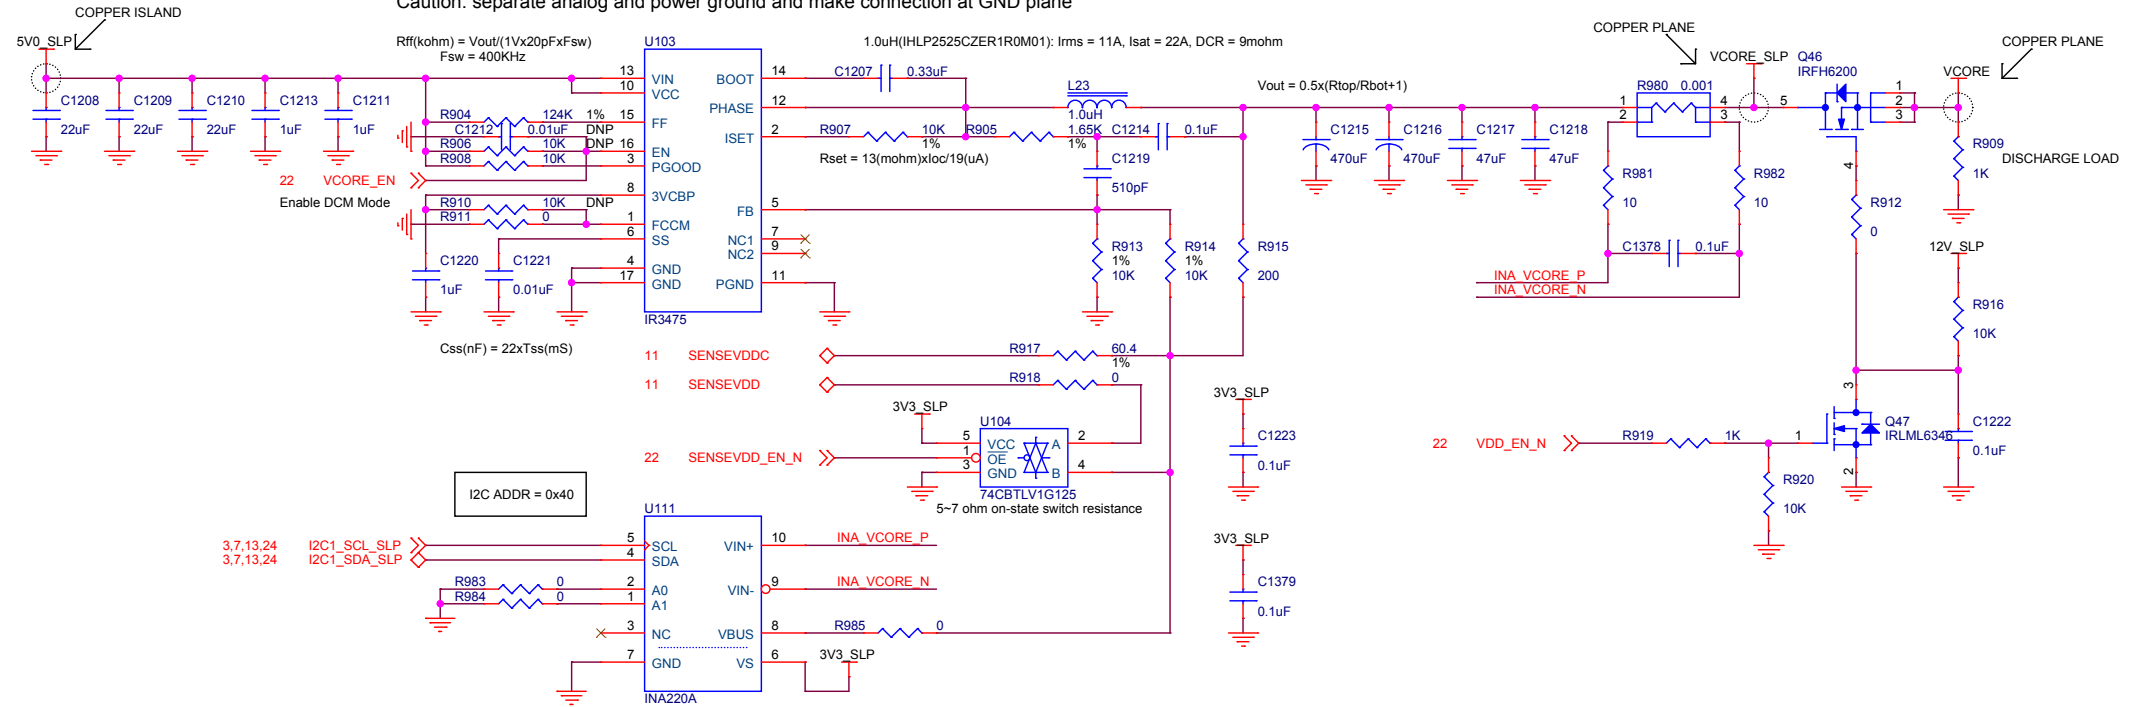 Caution: separate analog and power ground and make connection at GND plane
COPPER ISLAND
5V0_SLP
Rff(kohm) = Vout/(1Vx20pFxFsw)
Fsw = 400KHz
U103
1.0uH(IHLP2525CZER1R0M01): Irms = 11A, Isat = 22A, DCR = 9mohm
COPPER PLANE
VCORE_SLP
Q46
IRFH6200
COPPER PLANE
VCORE
C1208
22uF
C1209
22uF
C1210
22uF
C1213
1uF
C1211
1uF
R904 124K 1%
C1212 0.01uF DNP
R906 10K DNP
R908 10K
22 VCORE_EN
Enable DCM Mode
R910 10K DNP
R911 0
C1220
1uF
C1221
0.01uF
Css(nF) = 22xTss(mS)
13 VIN
10 VCC
15 FF
16 EN
3 PGOOD
8 3VCBP
1 FCCM
6 SS
4 GND
17 GND
BOOT 14
PHASE 12
ISET 2
FB 5
NC1 7
NC2 9
PGND 11
IR3475
C1207 0.33uF
L23
1.0uH
Vout = 0.5x(Rtop/Rbot+1)
R907 10K
1%
R905 1.65K
1%
Rset = 13(mohm)xIoc/19(uA)
C1214 0.1uF
C1219
510pF
R913
1%
10K
R914
1%
10K
R915
200
C1215
470uF
C1216
470uF
C1217
47uF
C1218
47uF
R980 0.001
1
2
4
3
R981
10
R982
10
C1378 0.1uF
INA_VCORE_P
INA_VCORE_N
5
1
2
3
4
R909
1K
DISCHARGE LOAD
R912
0
12V_SLP
R916
10K
11 SENSEVDDC
R917 60.4
1%
11 SENSEVDD
R918 0
3V3_SLP
U104
5 VCC
1 OE
3 GND
A 2
B 4
74CBTLV1G125
5~7 ohm on-state switch resistance
22 SENSEVDD_EN_N
3V3_SLP
C1223
0.1uF
22 VDD_EN_N
R919 1K
1
3
2
Q47
IRLML6346
C1222
0.1uF
R920
10K
I2C ADDR = 0x40
U111
3,7,13,24 I2C1_SCL_SLP
3,7,13,24 I2C1_SDA_SLP
R983 0
R984 0
5 SCL
4 SDA
2 A0
1 A1
3 NC
7 GND
VIN+ 10
VIN- 9
VBUS 8
VS 6
INA220A
INA_VCORE_P
INA_VCORE_N
R985 0
3V3_SLP
3V3_SLP
C1379
0.1uF